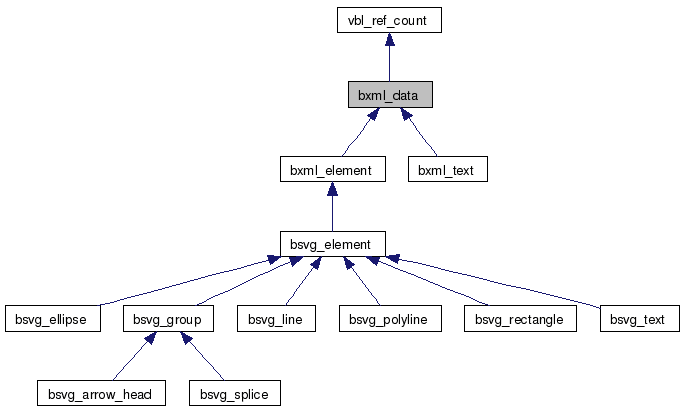 vbl_ref_count
bxml_data
bxml_element
bxml_text
bsvg_element
bsvg_ellipse
bsvg_group
bsvg_line
bsvg_polyline
bsvg_rectangle
bsvg_text
bsvg_arrow_head
bsvg_splice